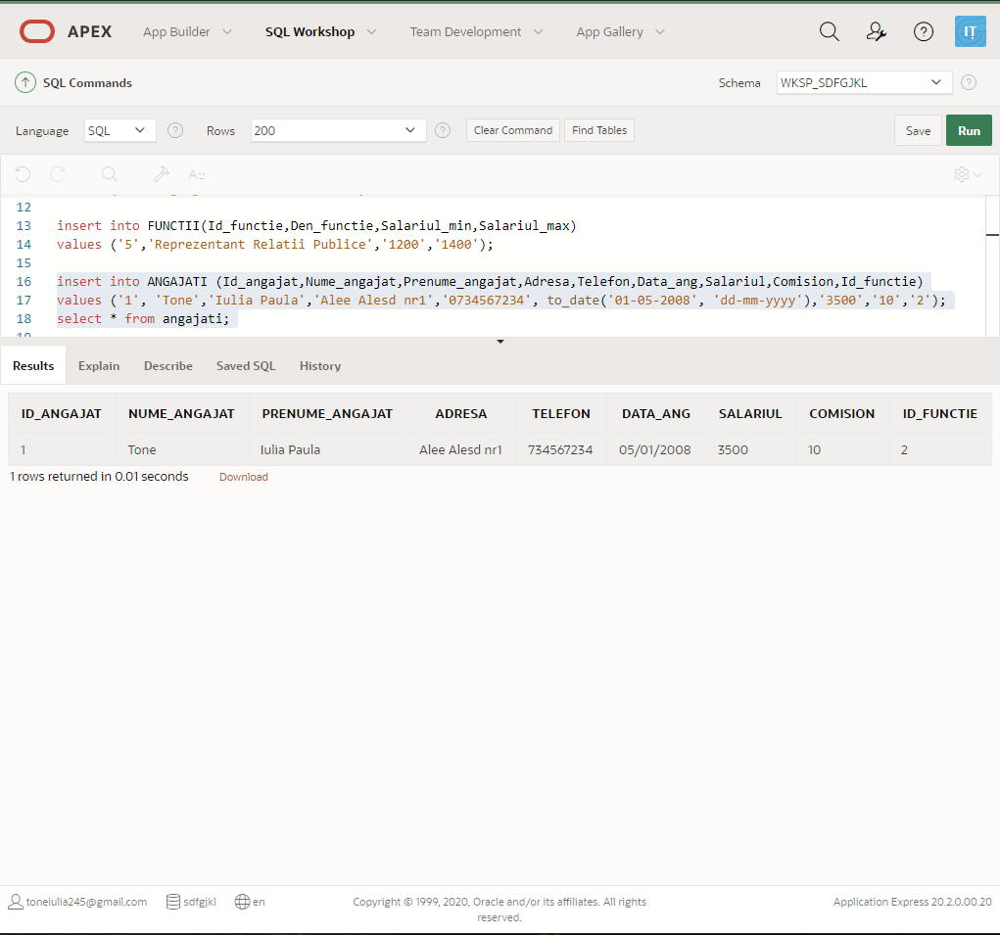 APEX App Builder SQL Workshop Team Development App Gallery IT
SQL Commands Schema WKSP_SDFGJKL
Language SQL Rows 200 Clear Command Find Tables Save Run
12
13 insert into FUNCTII(Id_functie,Den_functie,Salariul_min,Salariul_max)
14 values ('5','Reprezentant Relatii Publice','1200','1400');
15
16 insert into ANGAJATI (Id_angajat,Nume_angajat,Prenume_angajat,Adresa,Telefon,Data_ang,Salariul,Comision,Id_functie)
17 values ('1', 'Tone','Iulia Paula','Alee Alesd nr1','0734567234', to_date('01-05-2008', 'dd-mm-yyyy'),'3500','10','2');
18 select * from angajati;
Results Explain Describe Saved SQL History
ID_ANGAJAT NUME_ANGAJAT PRENUME_ANGAJAT ADRESA TELEFON DATA_ANG SALARIUL COMISION ID_FUNCTIE
1 Tone Iulia Paula Alee Alesd nr1 734567234 05/01/2008 3500 10 2
1 rows returned in 0.01 seconds Download
toneiulia245@gmail.com sdfgjkl en Copyright © 1999, 2020, Oracle and/or its affiliates. All rights Application Express 20.2.0.00.20
reserved.